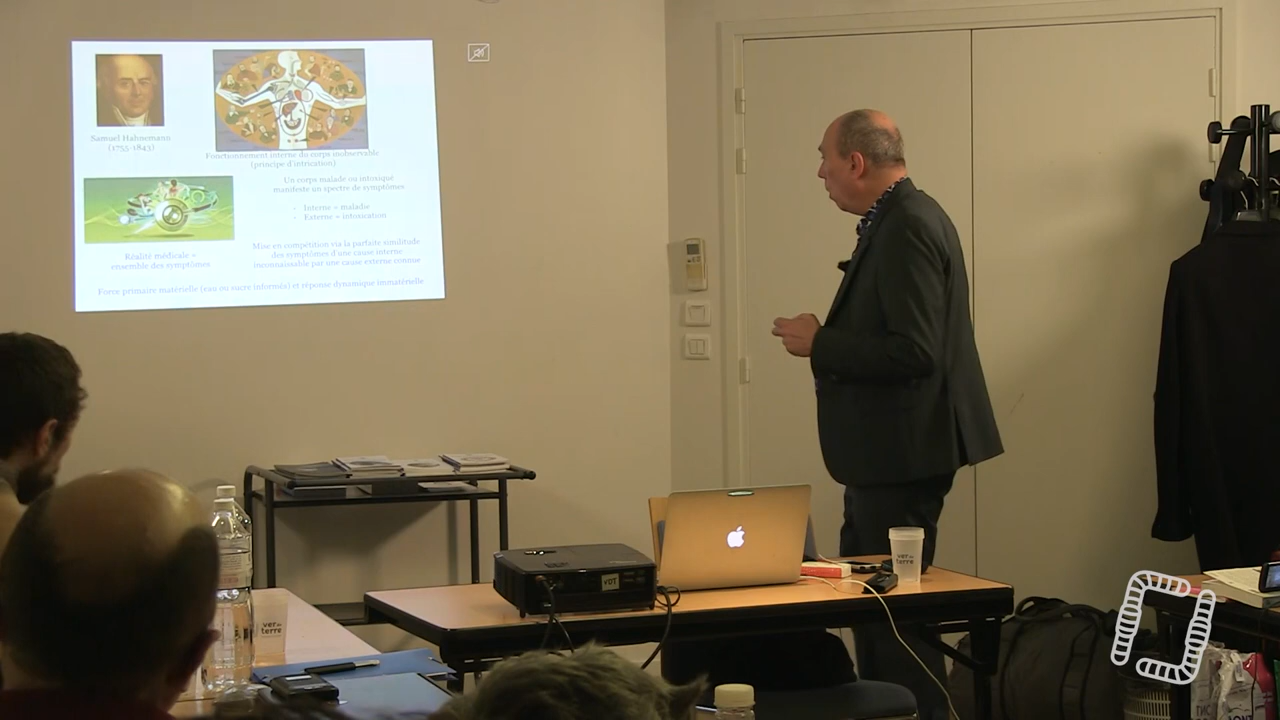 Samuel Hahnemann
(1755-1843)
Fonctionnement interne du corps inobservable
(principe d'intrication)
Un corps malade ou intoxiqué
manifeste un spectre de symptômes
- Interne = maladie
- Externe = intoxication
Réalité médicale =
ensemble des symptômes
Mise en compétition via la parfaite similitude
des symptômes d'une cause interne
inconnaissable par une cause externe connue
Force primaire matérielle (eau ou sucre informés) et réponse dynamique immatérielle
VDT
ver de
terre
ver de
terre